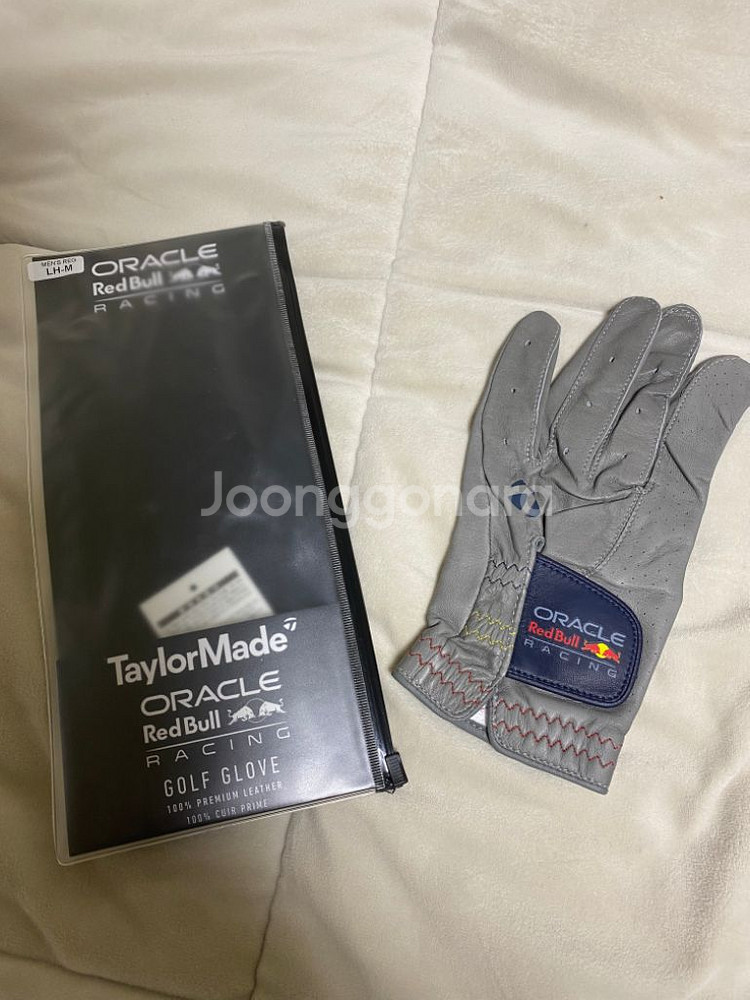 MEN'S REG
LH-M
ORACLE
Red Bull
RACING
TaylorMade
ORACLE
Red Bull
RACING
GOLF GLOVE
100% PREMIUM LEATHER
100% CUIR PRIME
ORACLE
Red Bull
RACING
Joonggonara